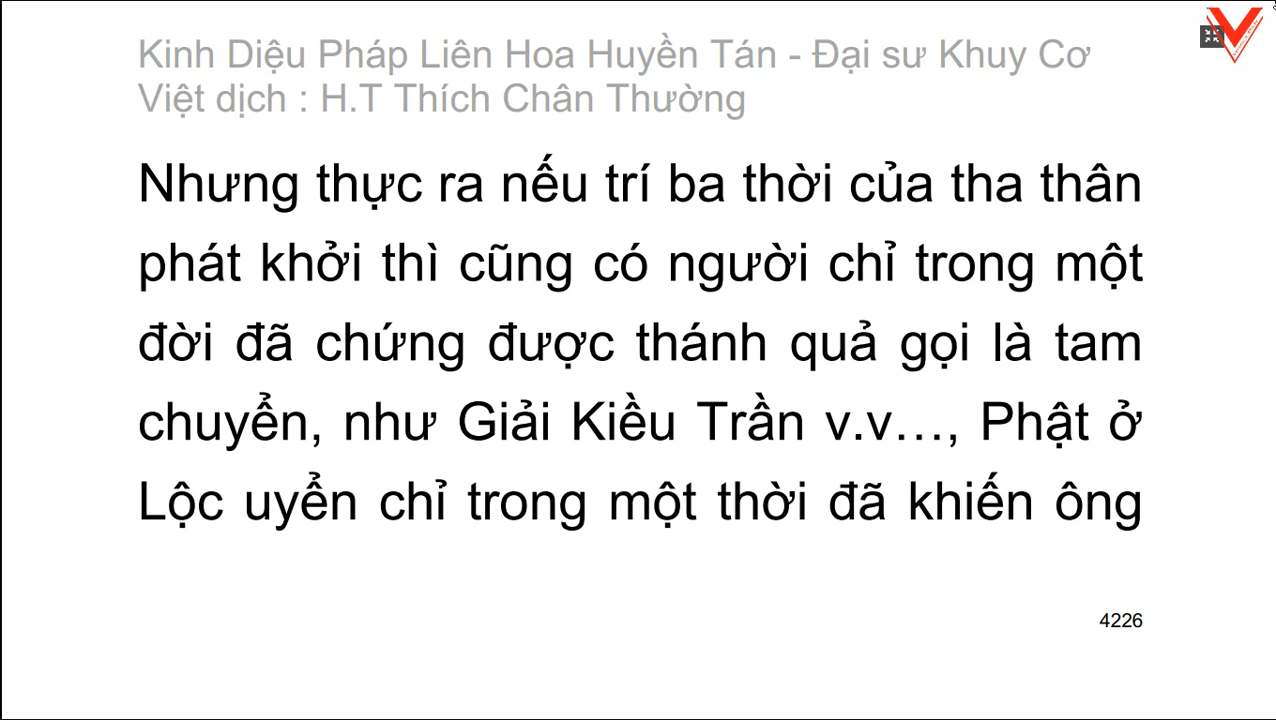 Kinh Diệu Pháp Liên Hoa Huyền Tán - Đại sư Khuy Cơ
Việt dịch : H.T Thích Chân Thường
Nhưng thực ra nếu trí ba thời của tha thân
phát khởi thì cũng có người chỉ trong một
đời đã chứng được thánh quả gọi là tam
chuyển, như Giải Kiều Trần v.v…, Phật ở
Lộc uyển chỉ trong một thời đã khiến ông
4226